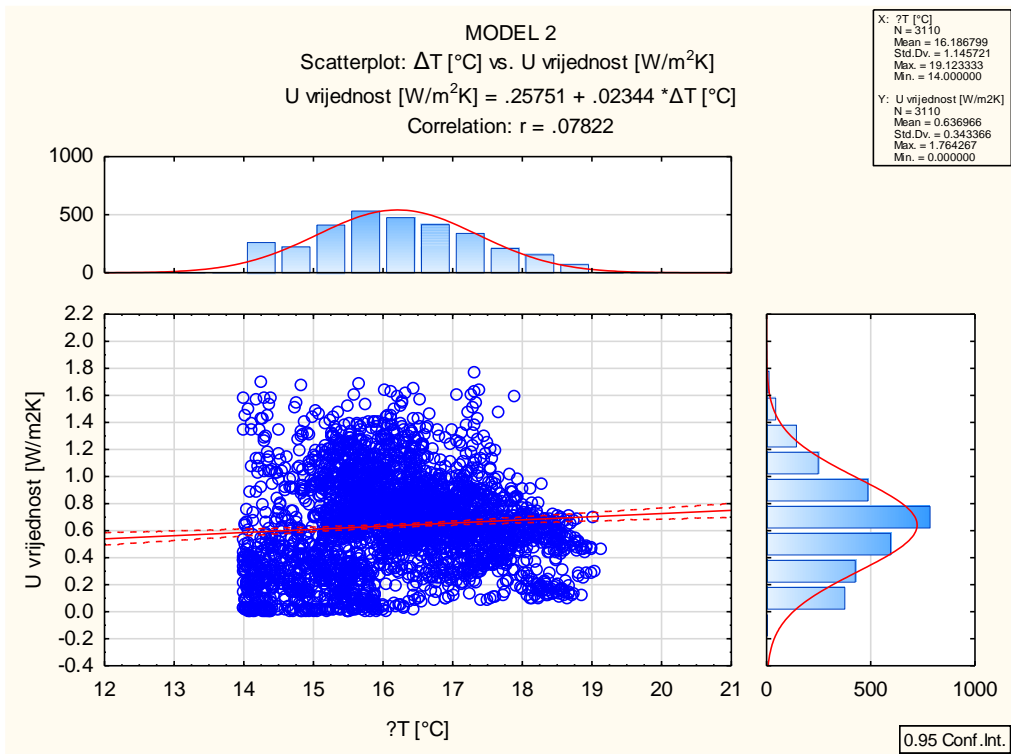 MODEL 2
Scatterplot: ΔT [°C] vs. U vrijednost [W/m²K]
U vrijednost [W/m²K] = .25751 + .02344 *ΔT [°C]
Correlation: r = .07822
X: ?T [°C]
N = 3110
Mean = 16.186799
Std.Dv. = 1.145721
Max. = 19.123333
Min. = 14.000000
Y: U vrijednost [W/m2K]
N = 3110
Mean = 0.636966
Std.Dv. = 0.343366
Max. = 1.764267
Min. = 0.000000
1000
500
0
2.2
2.0
1.8
1.6
1.4
1.2
1.0
0.8
0.6
0.4
0.2
0.0
-0.2
-0.4
U vrijednost [W/m2K]
12 13 14 15 16 17 18 19 20 21
?T [°C]
0 500 1000
0.95 Conf.Int.